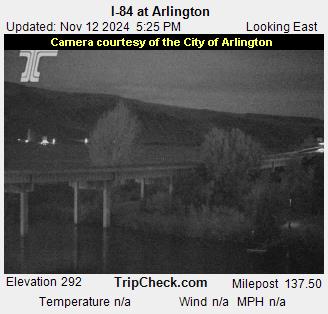 I-84 at Arlington
Updated: Nov 12 2024 5:25 PM Looking East
Camera courtesy of the City of Arlington
Elevation 292 TripCheck.com Milepost 137.50
Temperature n/a Wind n/a MPH n/a